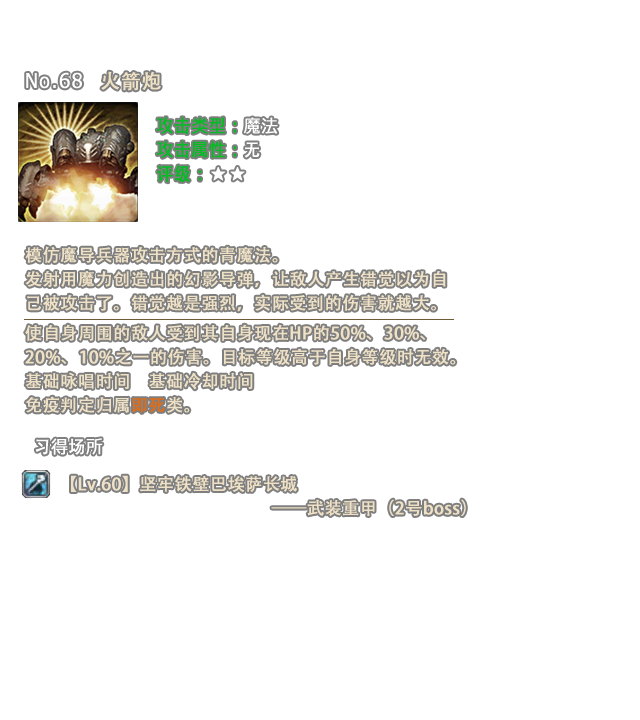 No.68 火箭炮
攻击类型：魔法
攻击属性：无
评级：☆☆
模仿魔导兵器攻击方式的青魔法。
发射用魔力创造出的幻影导弹，让敌人产生错觉以为自
己被攻击了。错觉越是强烈，实际受到的伤害就越大。
使自身周围的敌人受到其自身现在HP的50%、30%、
20%、10%之一的伤害。目标等级高于自身等级时无效。
基础咏唱时间 基础冷却时间
免疫判定归属即死类。
习得场所
【Lv.60】坚牢铁壁巴埃萨长城
——武装重甲（2号boss）